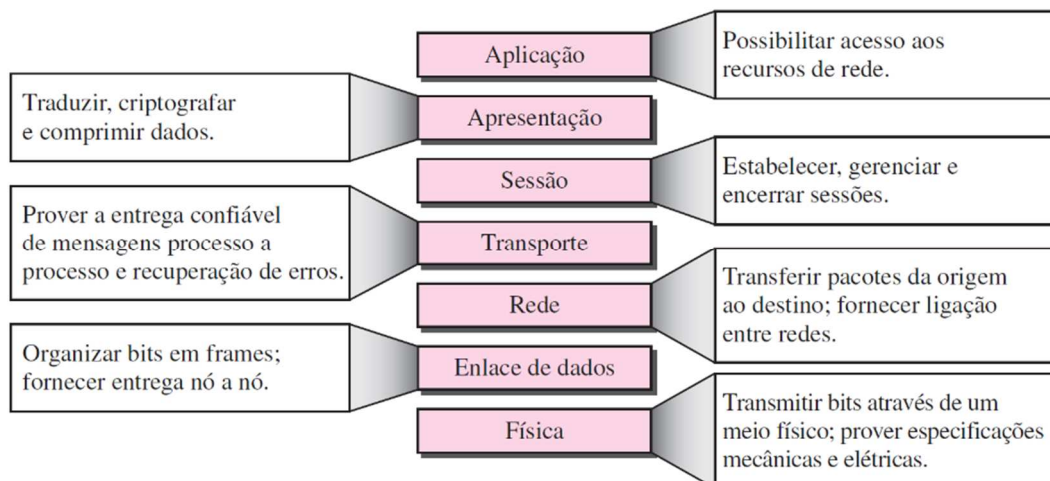 Aplicação
Possibilitar acesso aos
recursos de rede.
Traduzir, criptografar
e comprimir dados.
Apresentação
Sessão
Estabelecer, gerenciar e
encerrar sessões.
Prover a entrega confiável
de mensagens processo a
processo e recuperação de erros.
Transporte
Rede
Transferir pacotes da origem
ao destino; fornecer ligação
entre redes.
Organizar bits em frames;
fornecer entrega nó a nó.
Enlace de dados
Física
Transmitir bits através de um
meio físico; prover especificações
mecânicas e elétricas.